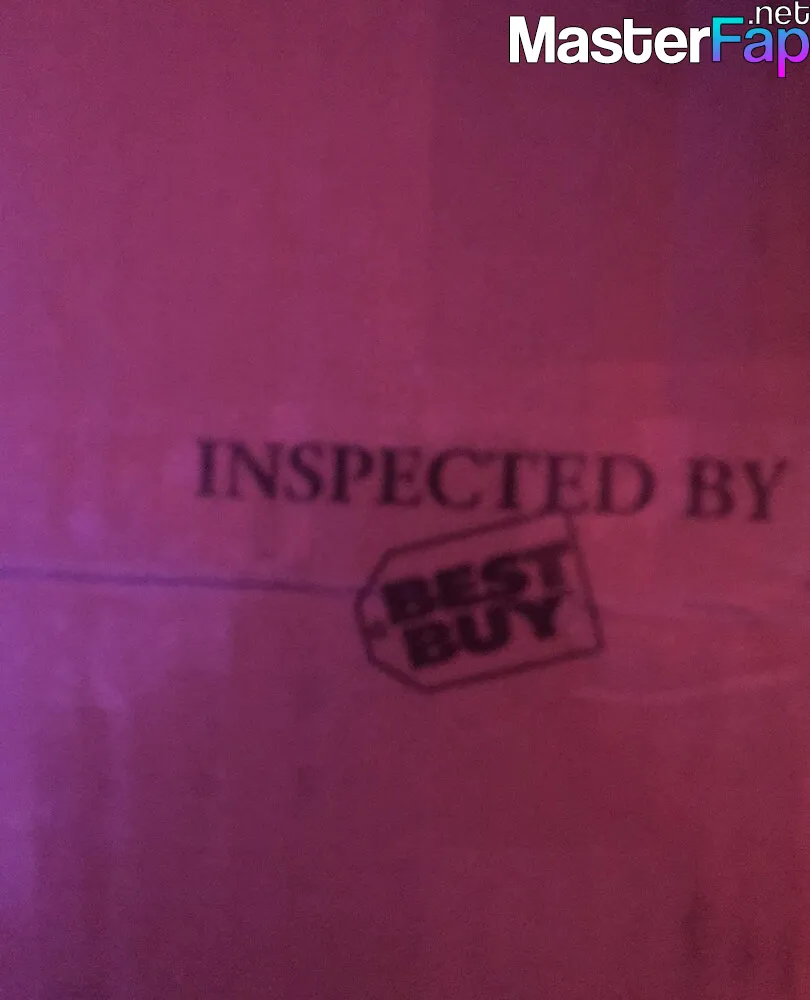 MasterFap.net
INSPECTED BY
BEST
BUY